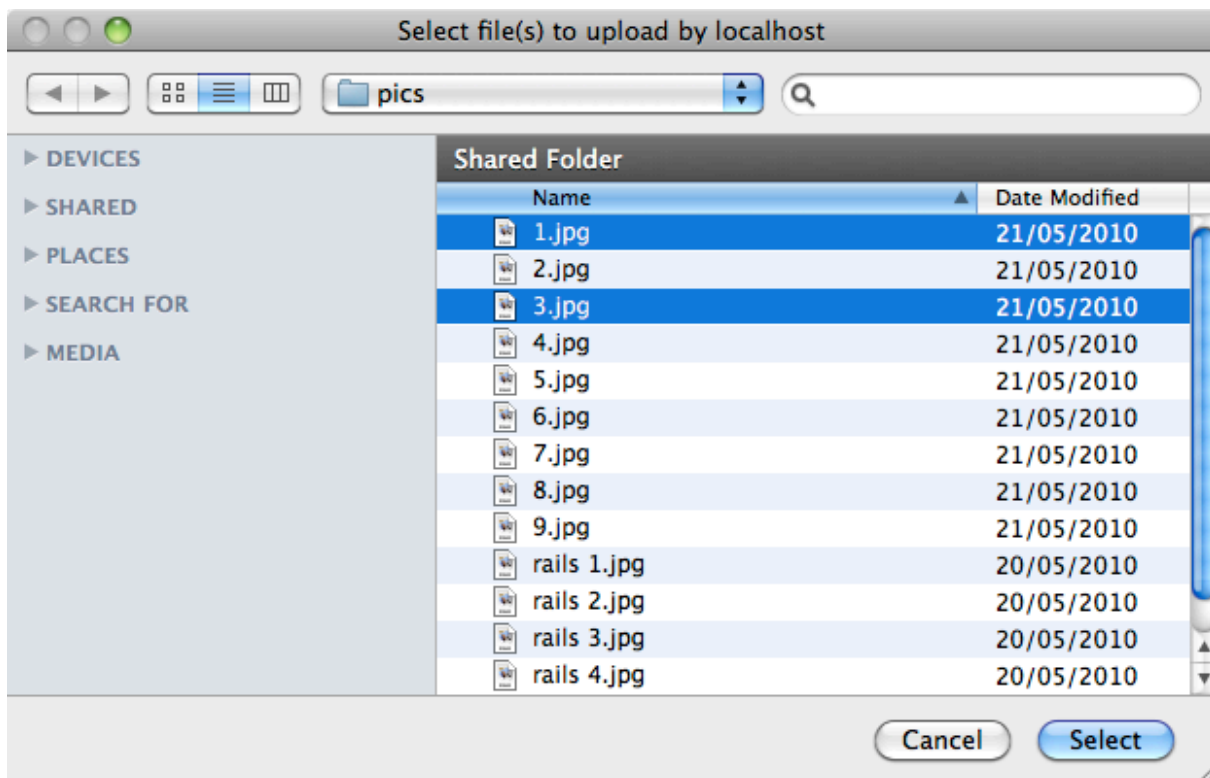 Select file(s) to upload by localhost
pics
DEVICES
SHARED
PLACES
SEARCH FOR
MEDIA
Shared Folder
Name Date Modified
1.jpg 21/05/2010
2.jpg 21/05/2010
3.jpg 21/05/2010
4.jpg 21/05/2010
5.jpg 21/05/2010
6.jpg 21/05/2010
7.jpg 21/05/2010
8.jpg 21/05/2010
9.jpg 21/05/2010
rails 1.jpg 20/05/2010
rails 2.jpg 20/05/2010
rails 3.jpg 20/05/2010
rails 4.jpg 20/05/2010
Cancel Select